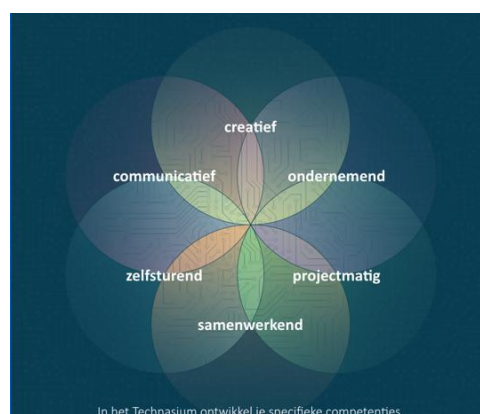 creatief
communicatief ondernemend
zelfsturend projectmatig
samenwerkend
In het Technasium ontwikkel je specifieke competenties